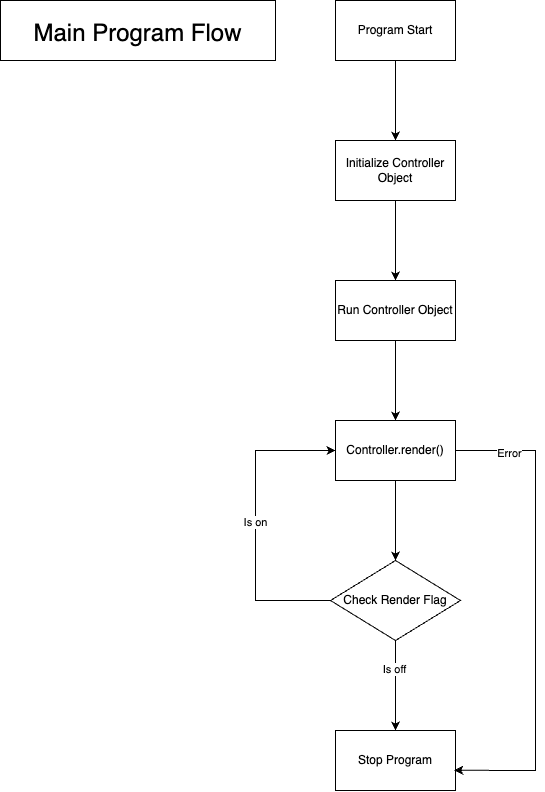 Main Program Flow
Program Start
Initialize Controller
Object
Run Controller Object
Controller.render()
Error
Is on
Check Render Flag
Is off
Stop Program